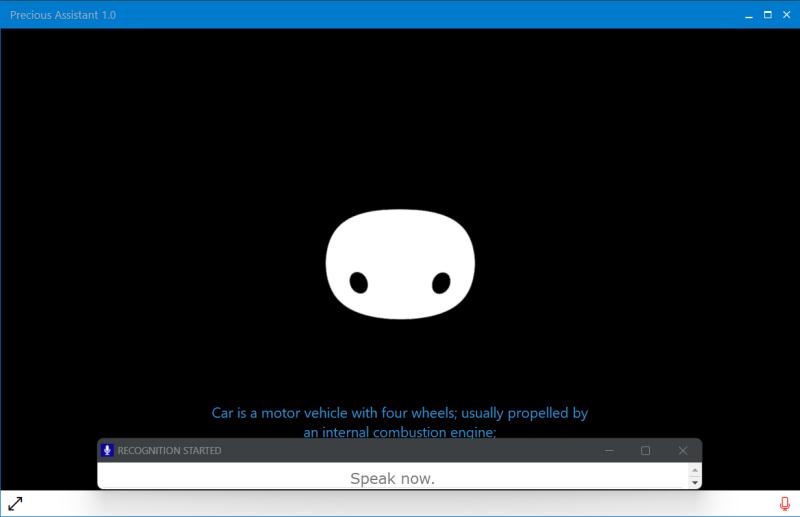 Precious Assistant 1.0
Car is a motor vehicle with four wheels; usually propelled by
an internal combustion engine;
RECOGNITION STARTED
Speak now.